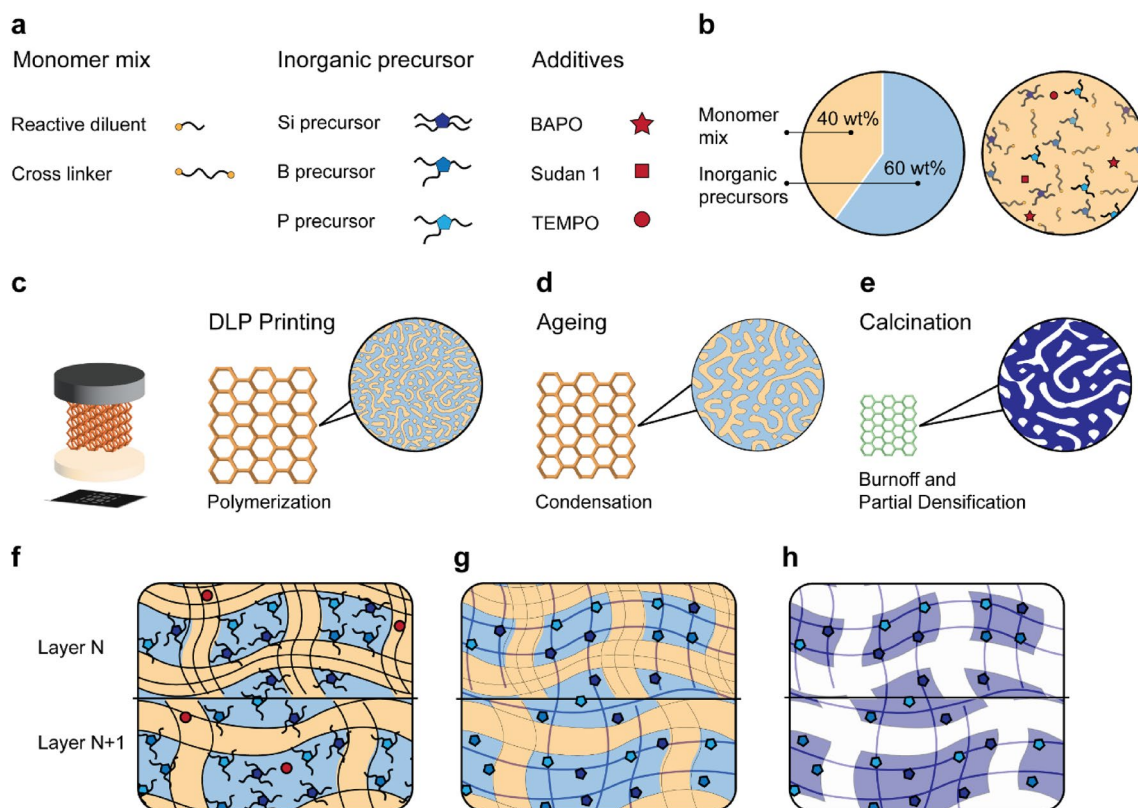 a
Monomer mix
Inorganic precursor
Additives
Reactive diluent
Si precursor
BAPO
Cross linker
B precursor
Sudan 1
P precursor
TEMPO
b
Monomer
mix
40 wt%
Inorganic
precursors
60 wt%
c
DLP Printing
Polymerization
d
Ageing
Condensation
e
Calcination
Burnoff and
Partial Densification
f
g
h
Layer N
Layer N+1